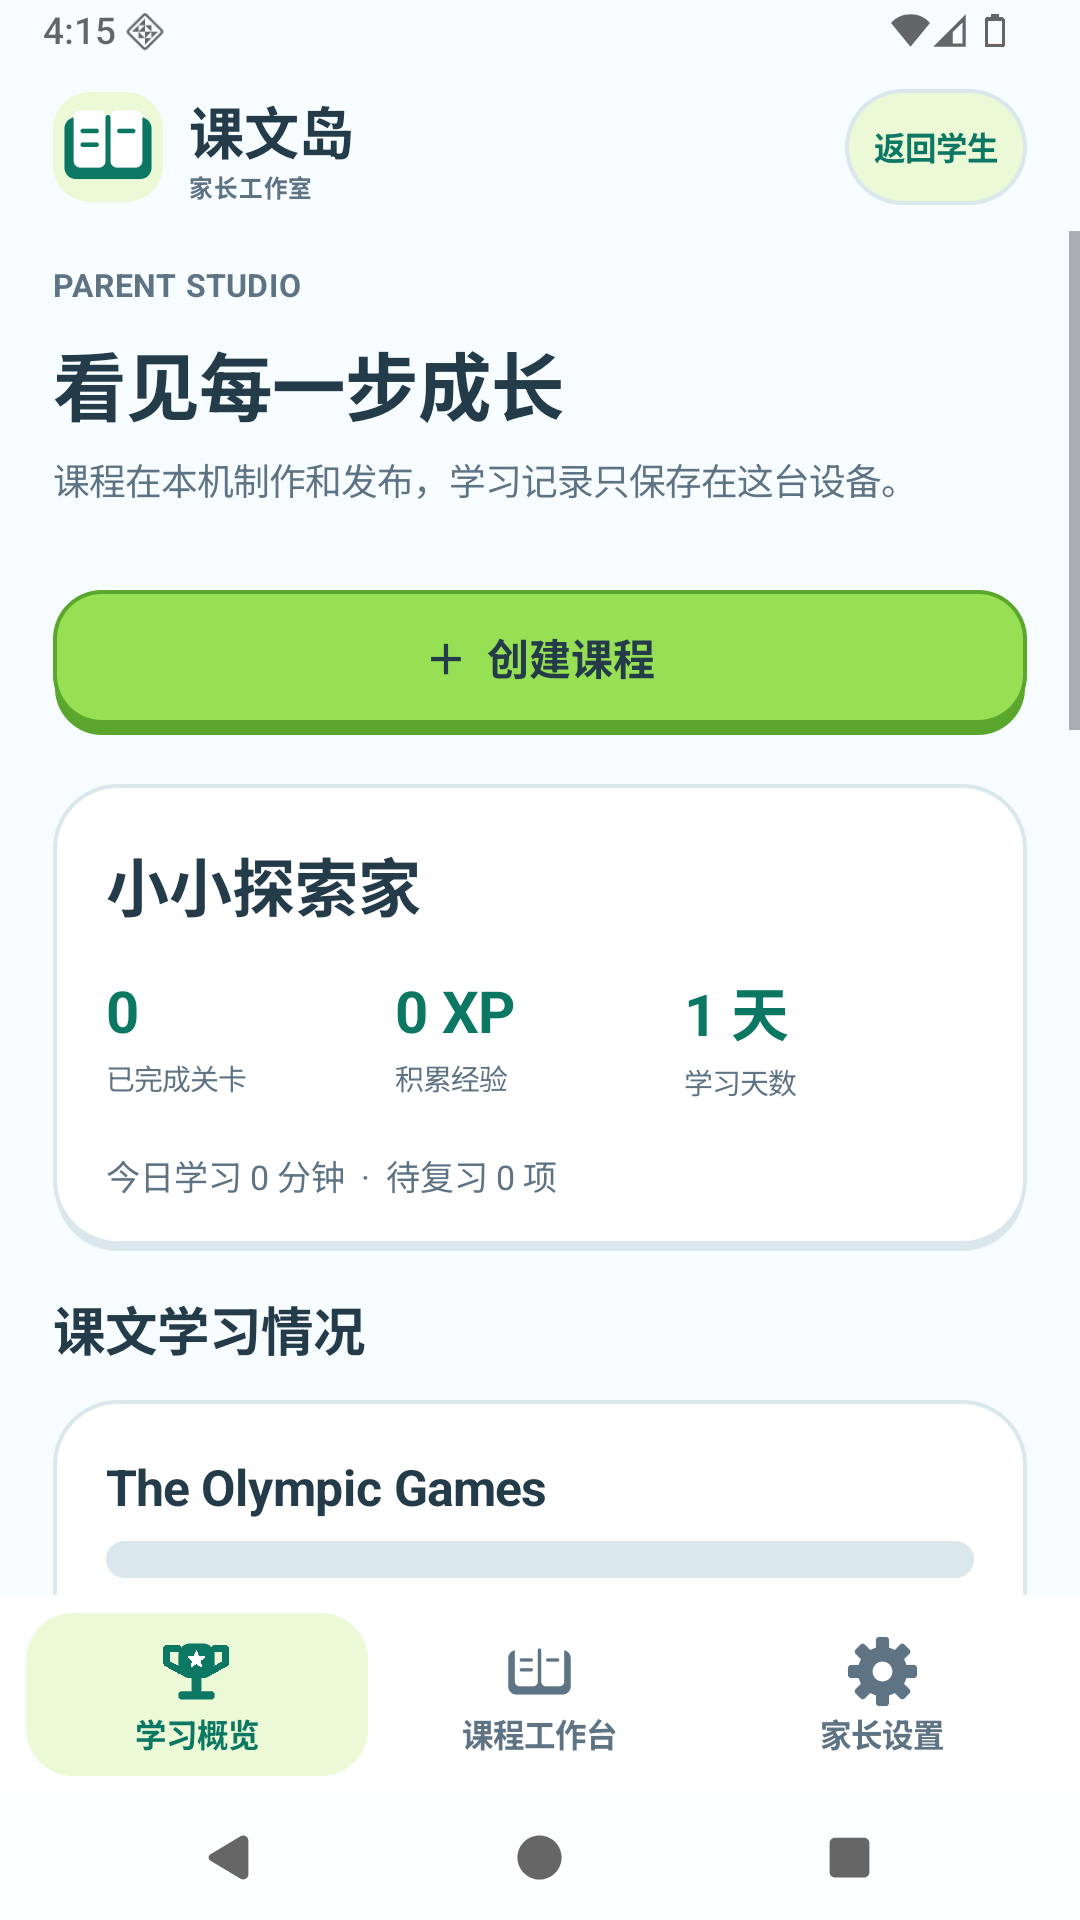 4:15
课文岛
家长工作室
返回学生
PARENT STUDIO
看见每一步成长
课程在本机制作和发布，学习记录只保存在这台设备。
＋ 创建课程
小小探索家
0
已完成关卡
0 XP
积累经验
1 天
学习天数
今日学习 0 分钟 · 待复习 0 项
课文学习情况
The Olympic Games
学习概览
课程工作台
家长设置